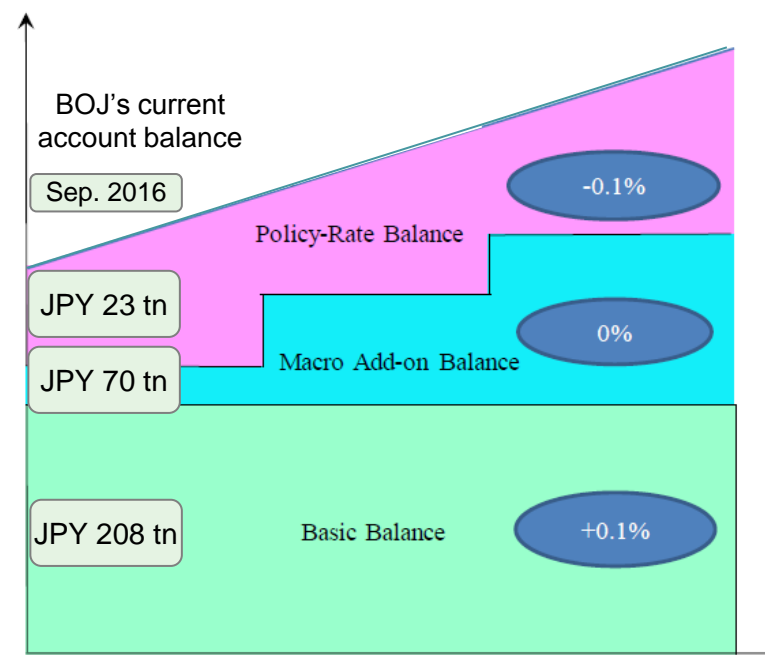 BOJ's current
account balance
Sep. 2016
-0.1%
Policy-Rate Balance
JPY 23 tn
0%
Macro Add-on Balance
JPY 70 tn
JPY 208 tn
Basic Balance
+0.1%